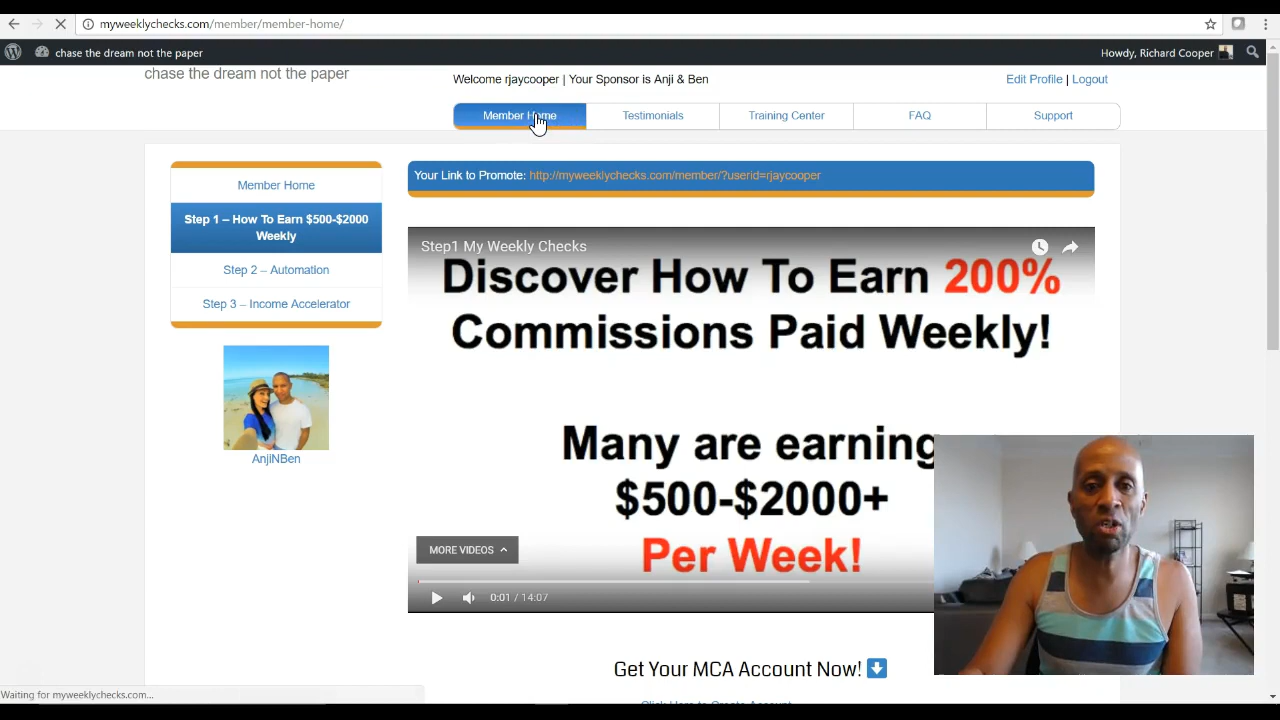 myweeklychecks.com/member/member-home/
chase the dream not the paper
Howdy, Richard Cooper
chase the dream not the paper
Welcome rjaycooper | Your Sponsor is Anji & Ben
Edit Profile | Logout
Member Home
Testimonials
Training Center
FAQ
Support
Member Home
Step 1 – How To Earn $500-$2000
Weekly
Step 2 – Automation
Step 3 – Income Accelerator
AnjiNBen
Your Link to Promote: http://myweeklychecks.com/member/?userid=rjaycooper
Step1 My Weekly Checks
Discover How To Earn 200%
Commissions Paid Weekly!
Many are earning
$500-$2000+
Per Week!
MORE VIDEOS
0:01 / 14:07
Get Your MCA Account Now!
Click Here to Create Account
Waiting for myweeklychecks.com...